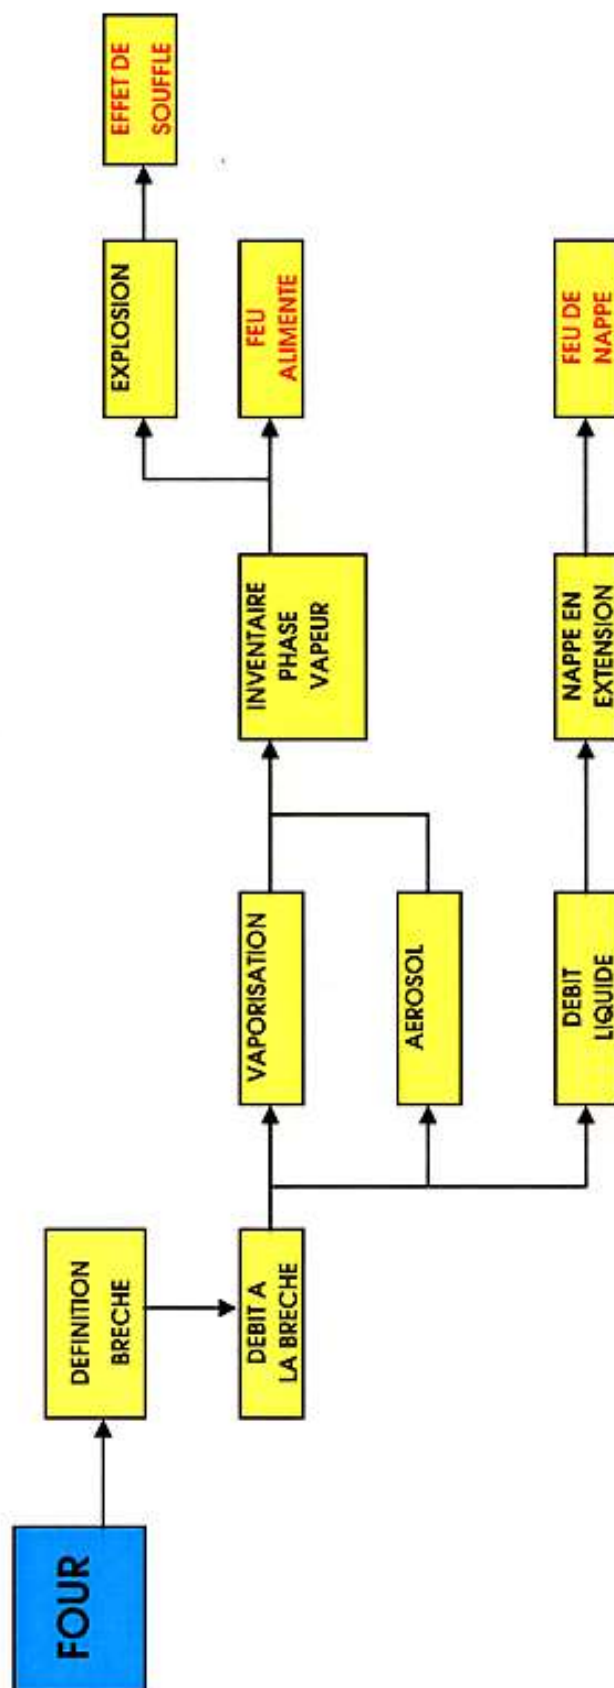 FOUR
DEFINITION
BRECHE
DEBIT A
LA BRECHE
VAPORISATION
AEROSOL
DEBIT
LIQUIDE
INVENTAIRE
PHASE
VAPEUR
NAPPE EN
EXTENSION
EXPLOSION
FEU
ALIMENTE
FEU DE
NAPPE
EFFET DE
SOUFFLE